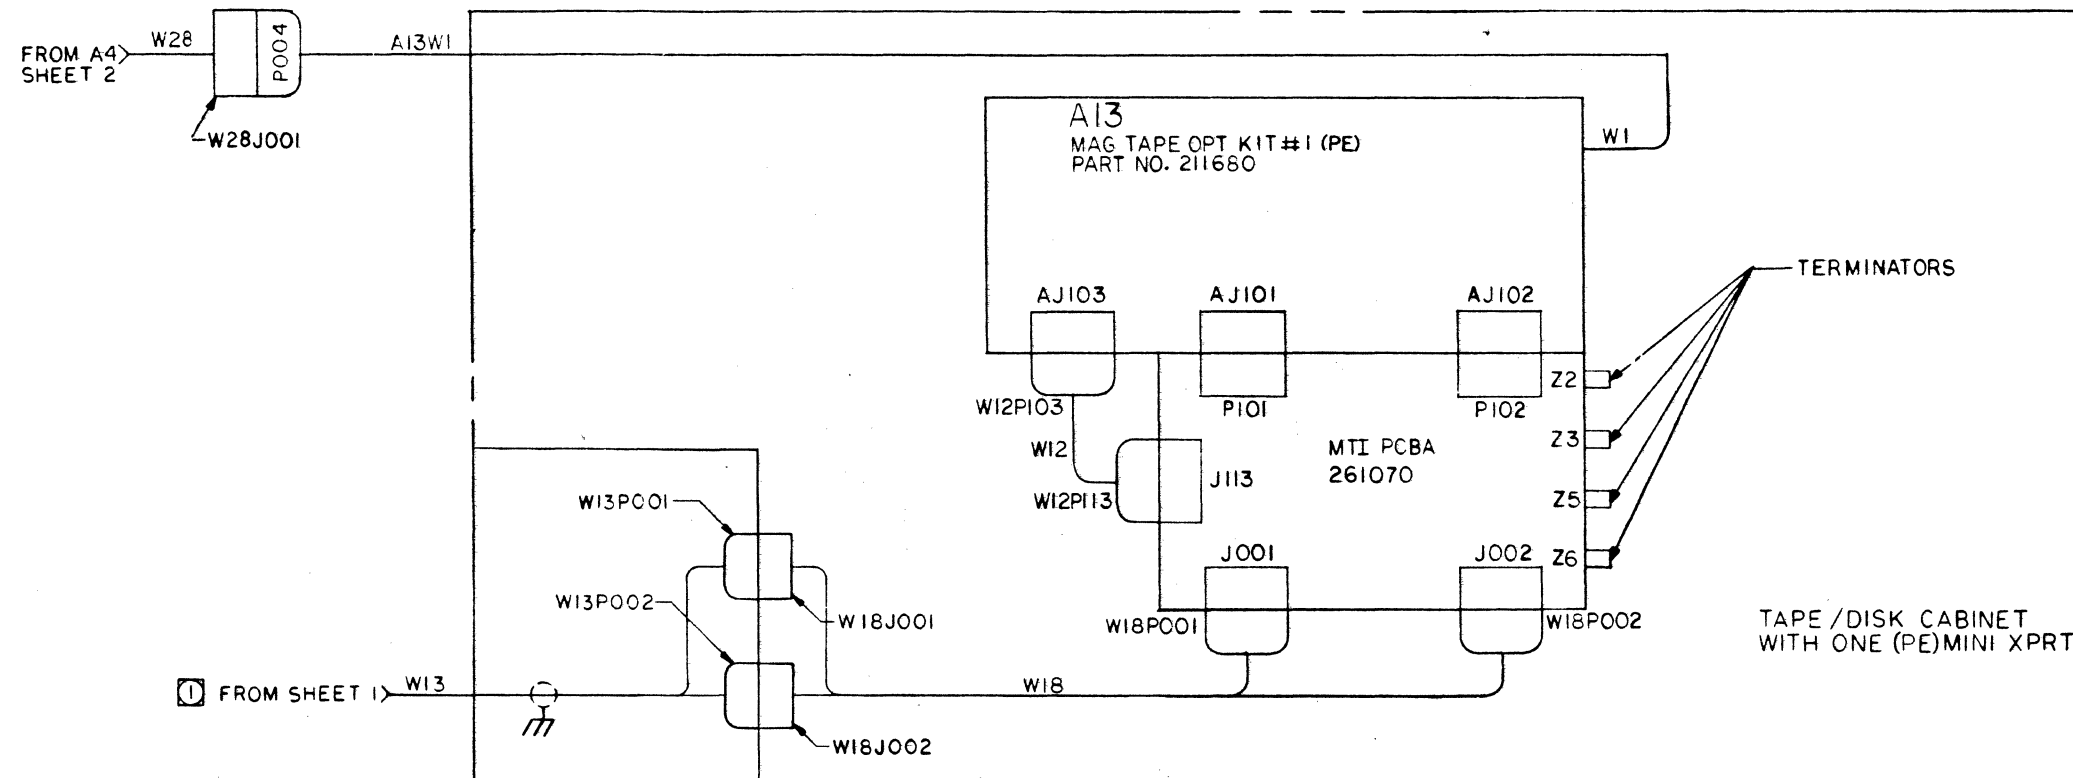 FROM A4
SHEET 2
W28
P004
A13W1
W28J001
A13
MAG TAPE OPT KIT #1 (PE)
PART NO. 211680
W1
TERMINATORS
AJ103
AJ101
AJ102
Z2
W12P103
P101
P102
Z3
W12
MTI PCBA
261070
J113
W12P113
Z5
W13P001
J001
J002
Z6
W13P002
W18J001
W18P001
W18P002
TAPE/DISK CABINET
WITH ONE (PE) MINI XPRT
1 FROM SHEET 1
W13
W18
W18J002